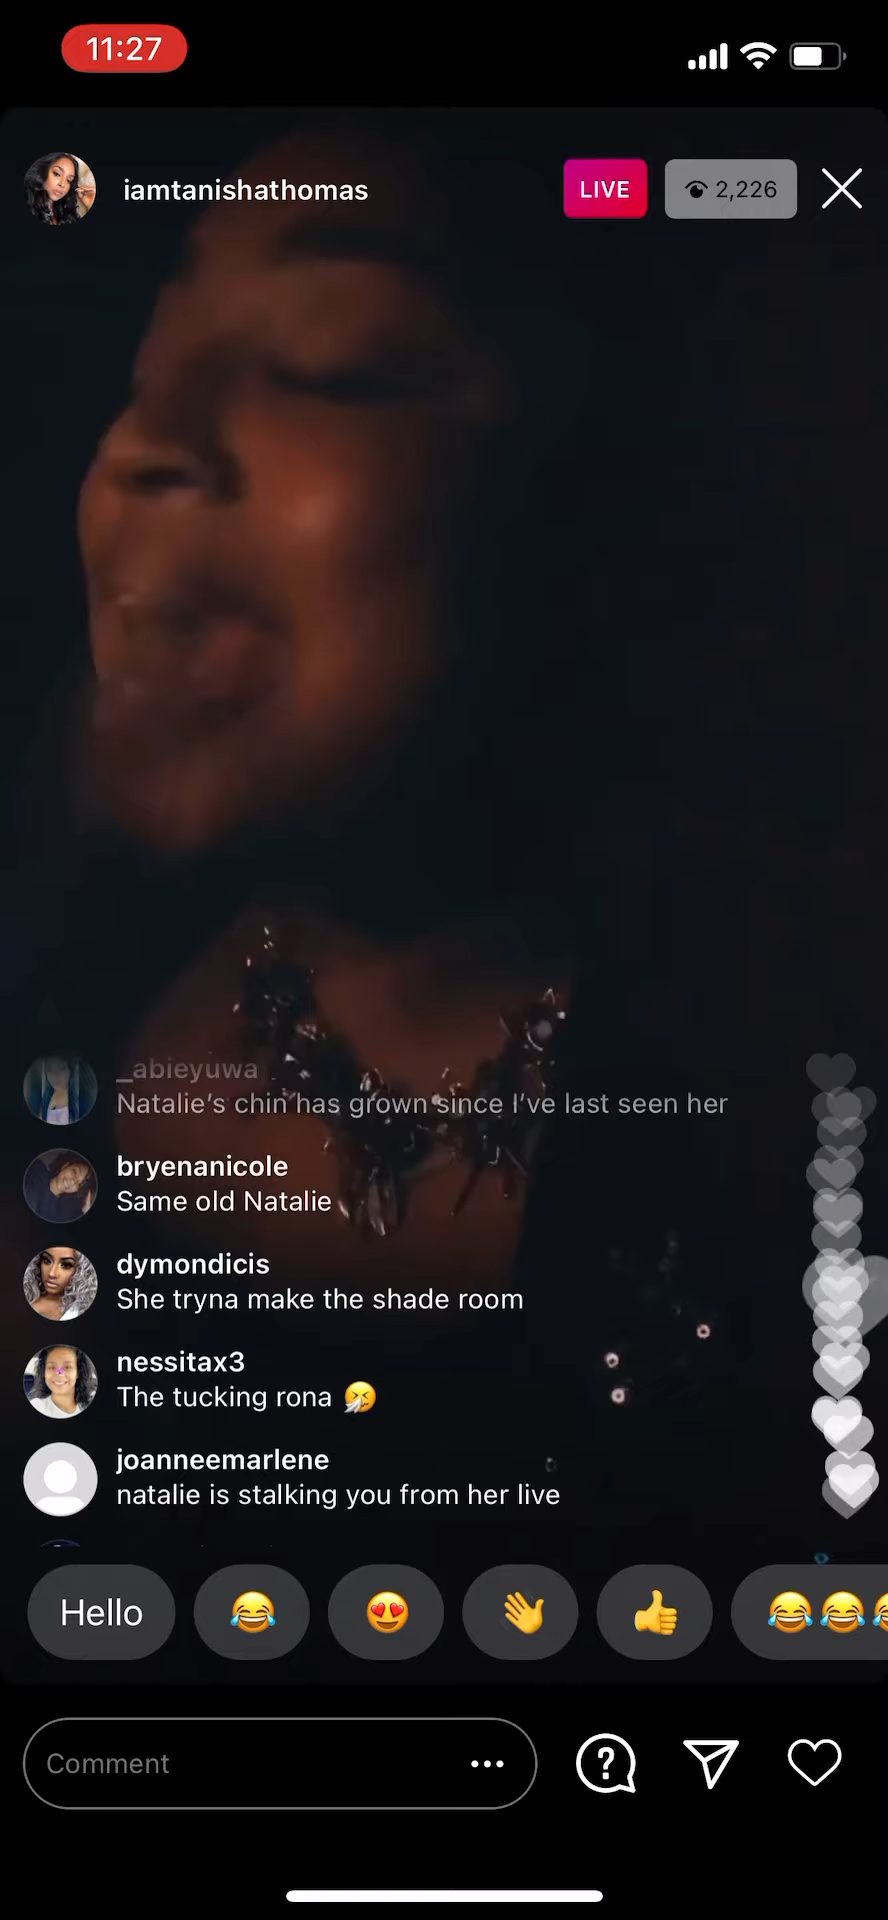 11:27
iamtanishathomas
LIVE
2,226
_abieyuwa
Natalie’s chin has grown since I’ve last seen her
bryenanicole
Same old Natalie
dymondicis
She tryna make the shade room
nessitax3
The tucking rona 🤧
joanneemarlene
natalie is stalking you from her live
Hello 😂 😍 👋 👍 😂😂
Comment